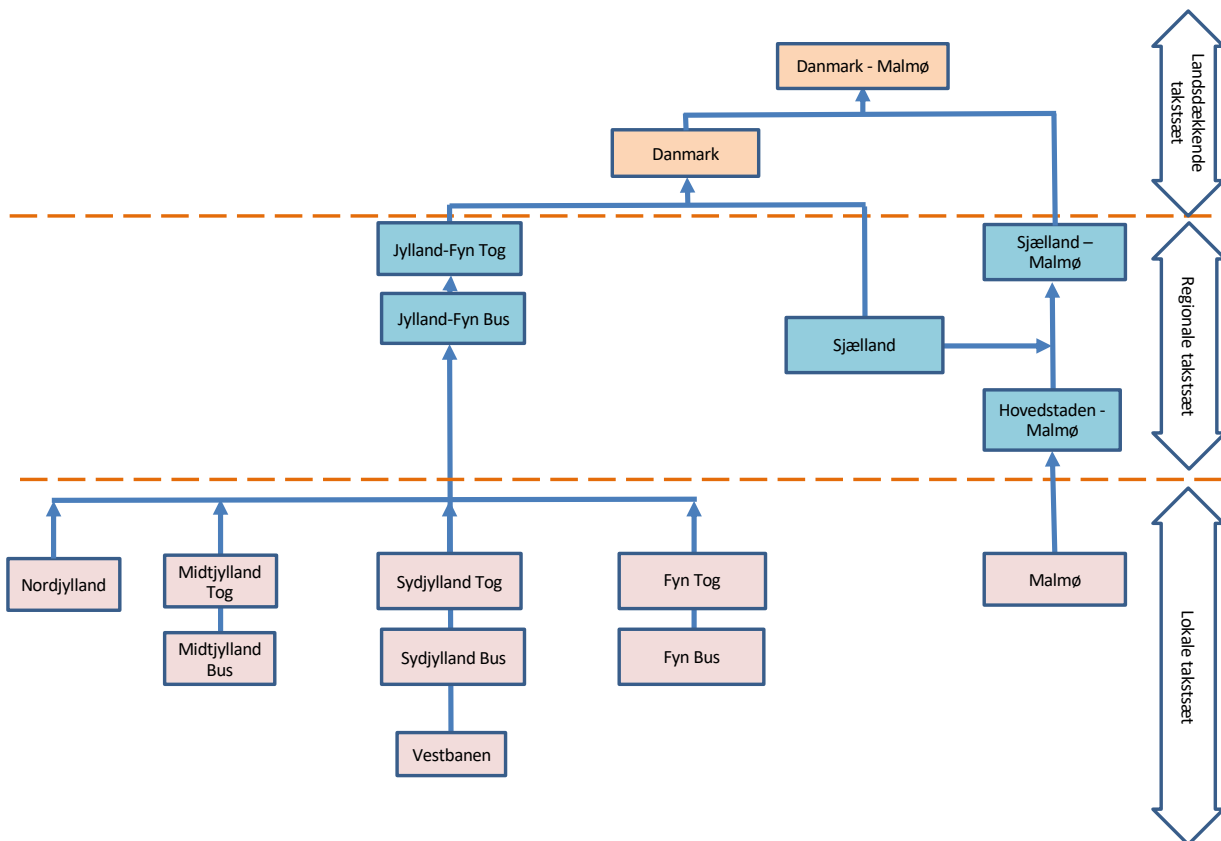 Danmark - Malmø
Danmark
Landsdækkende
takstsæt
Jylland-Fyn Tog
Sjælland –
Malmø
Jylland-Fyn Bus
Sjælland
Hovedstaden -
Malmø
Regionale takstsæt
Nordjylland
Midtjylland
Tog
Sydjylland Tog
Fyn Tog
Malmø
Midtjylland
Bus
Sydjylland Bus
Fyn Bus
Vestbanen
Lokale takstsæt